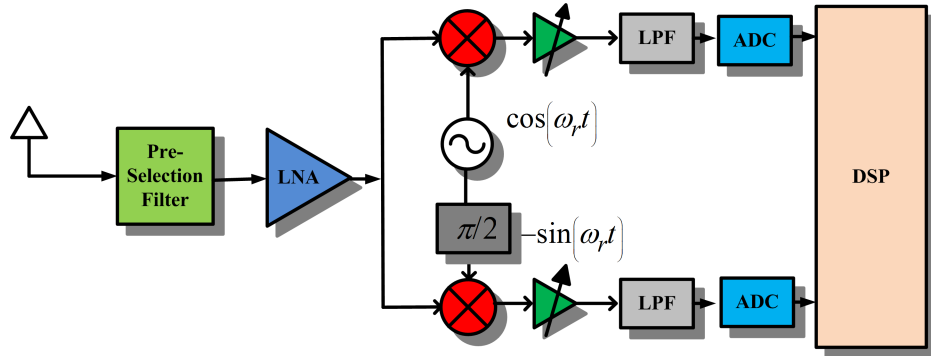 LPF
ADC
cos(ωᵣt)
Pre-
Selection
Filter
LNA
DSP
π/2
−sin(ωᵣt)
LPF
ADC